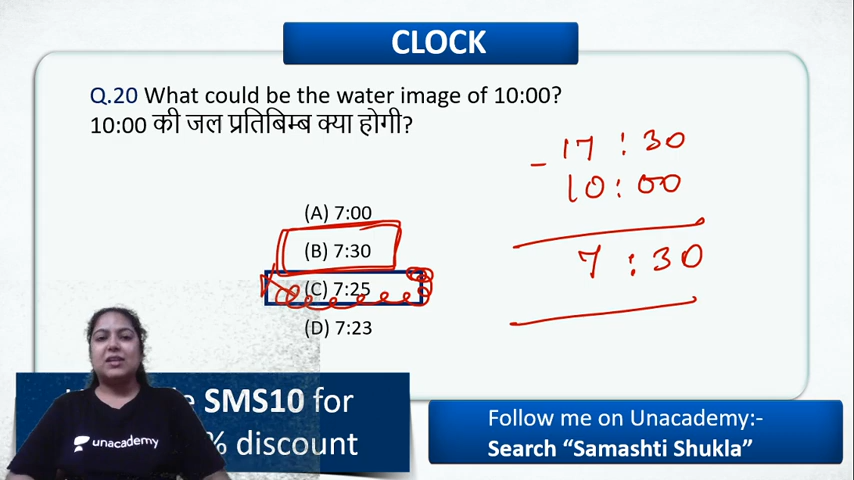 CLOCK
Q.20 What could be the water image of 10:00?
10:00 की जल प्रतिबिम्ब क्या होगी?
(A) 7:00
(B) 7:30
(C) 7:25
(D) 7:23
- 17:30
10:00
7:30
SMS10 for
% discount
unacademy
Follow me on Unacademy:-
Search “Samashti Shukla”